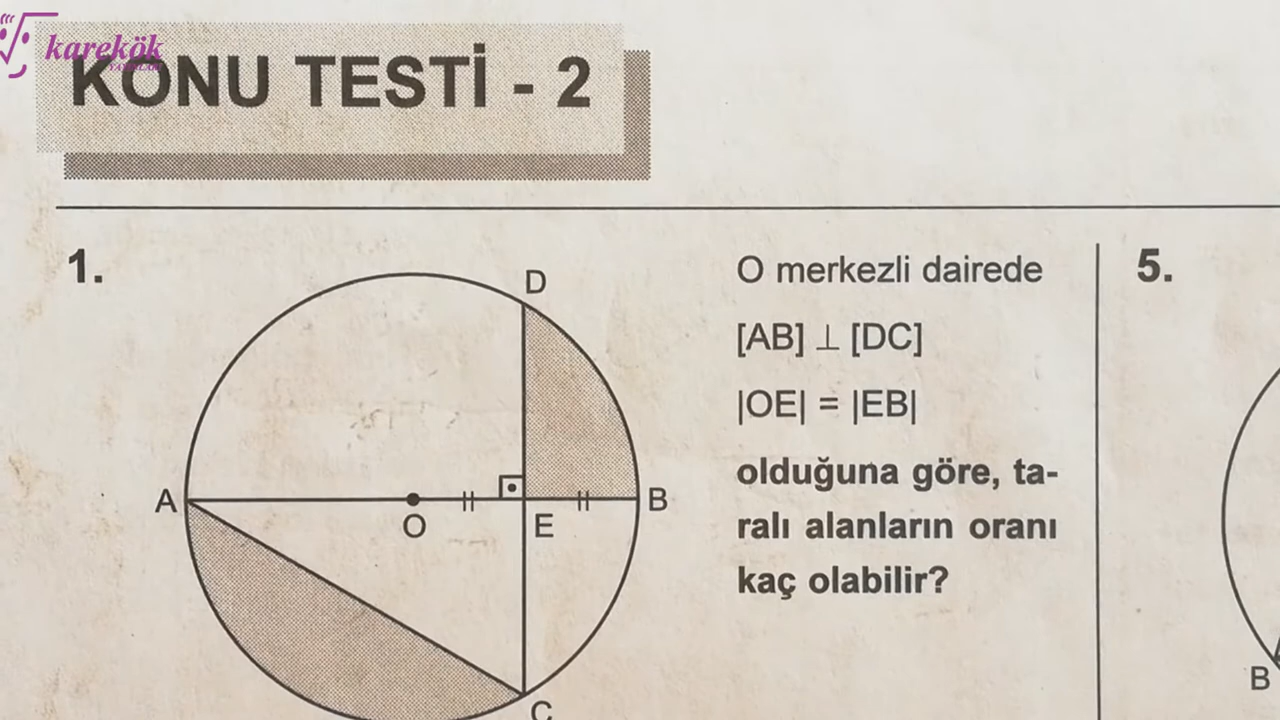 karekök
YAYINLARI
KONU TESTİ - 2
1.
O merkezli dairede
[AB] ⊥ [DC]
|OE| = |EB|
olduğuna göre, ta-
ralı alanların oranı
kaç olabilir?
D
A
O
E
B
C
5.
B